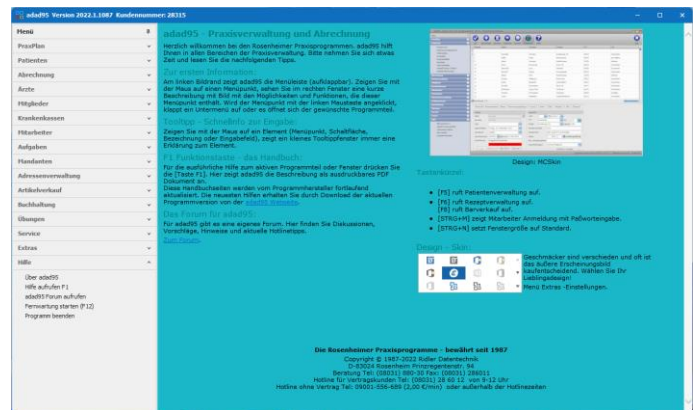 adad95 Version 2022.1.1087 Kundennummer: 28315
Menü
PraxPlan
Patienten
Abrechnung
Ärzte
Mitglieder
Krankenkassen
Mitarbeiter
Aufgaben
Mandanten
Adressenverwaltung
Artikelverkauf
Buchhaltung
Übungen
Service
Extras
Hilfe
Über adad95
Hilfe aufrufen F1
adad95 Forum aufrufen
Fernwartung starten (F12)
Programm beenden
adad95 - Praxisverwaltung und Abrechnung
Herzlich willkommen bei den Rosenheimer Praxisprogrammen. adad95 hilft
Ihnen in allen Bereichen der Praxisverwaltung. Bitte nehmen Sie sich etwas
Zeit und lesen Sie die nachfolgenden Tipps.
Zur ersten Information:
Am linken Bildrand zeigt adad95 die Menüleiste (aufklappbar). Zeigen Sie mit
der Maus auf einen Menüpunkt, sehen Sie im rechten Fenster eine kurze
Beschreibung mit Bild mit den Möglichkeiten und Funktionen, die dieser
Menüpunkt enthält. Wird der Menüpunkt mit der linken Maustaste angeklickt,
klappt ein Untermenü auf oder es öffnet sich der gewünschte Programmteil.
Tooltipp - Schnellinfo zur Eingabe:
Zeigen Sie mit der Maus auf ein Element (Menüpunkt, Schaltfläche,
Bezeichnung oder Eingabefeld), zeigt ein kleines Tooltippfenster immer eine
Erklärung zum Element.
F1 Funktionstaste - das Handbuch:
Für die ausführliche Hilfe zum aktiven Programmteil oder Fenster drücken Sie
die [Taste F1]. Hier zeigt adad95 die Beschreibung als ausdruckbares PDF
Dokument an.
Diese Handbuchseiten werden vom Programmhersteller fortlaufend
aktualisiert. Die neuesten Hilfen erhalten Sie durch Download der aktuellen
Programmversion von der adad95 Webseite.
Das Forum für adad95:
Für adad95 gibt es eine eigenes Forum. Hier finden Sie Diskussionen,
Vorschläge, Hinweise und aktuelle Hotlinetipps.
Zum Forum.
Design: MCSkin
Tastenkürzel:
[F5] ruft Patientenverwaltung auf.
[F6] ruft Rezeptverwaltung auf.
[F8] ruft Barverkauf auf.
[STRG+M] zeigt Mitarbeiter Anmeldung mit Paßworteingabe.
[STRG+N] setzt Fenstergröße auf Standard.
Design - Skin:
Geschmäcker sind verschieden und oft ist
das äußere Erscheinungsbild
kaufentscheidend. Wählen Sie Ihr
Lieblingsdesign!
Menü Extras -Einstellungen.
Die Rosenheimer Praxisprogramme - bewährt seit 1987
Copyright © 1987-2022 Ridler Datentechnik
D-83024 Rosenheim Prinzregentenstr. 94
Beratung Tel: (08031) 880-30 Fax: (08031) 286011
Hotline für Vertragskunden Tel: (08031) 28 60 12 von 9-12 Uhr
Hotline ohne Vertrag Tel: 09001-556-689 (2,00 €/min) oder außerhalb der Hotlinezeiten